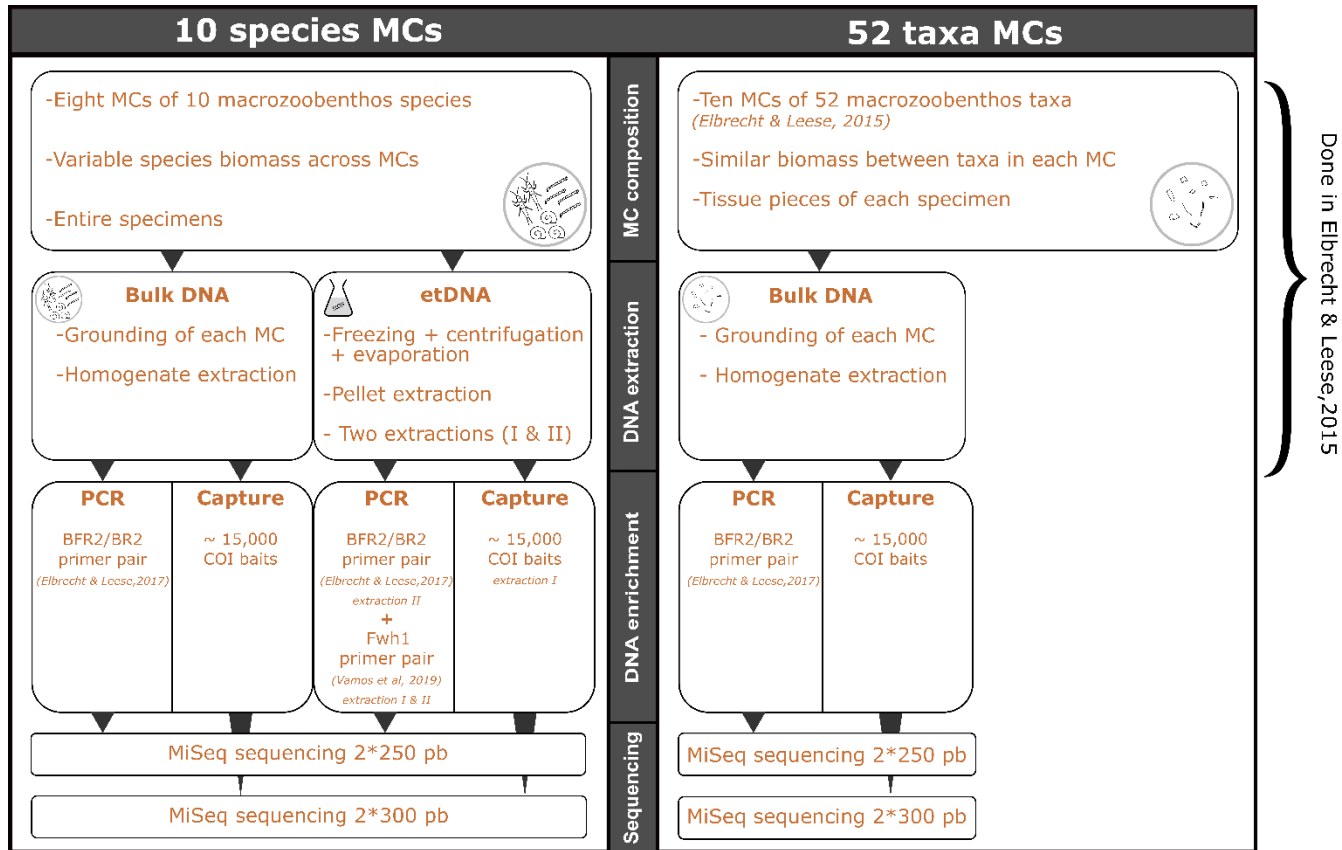 10 species MCs
52 taxa MCs
MC composition
-Eight MCs of 10 macrozoobenthos species
-Variable species biomass across MCs
-Entire specimens
-Ten MCs of 52 macrozoobenthos taxa
(Elbrecht & Leese, 2015)
-Similar biomass between taxa in each MC
-Tissue pieces of each specimen
Done in Elbrecht & Leese,2015
DNA extraction
Bulk DNA
-Grounding of each MC
-Homogenate extraction
etDNA
-Freezing + centrifugation
+ evaporation
-Pellet extraction
- Two extractions (I & II)
Bulk DNA
- Grounding of each MC
- Homogenate extraction
DNA enrichment
PCR
BFR2/BR2
primer pair
(Elbrecht & Leese,2017)
Capture
~ 15,000
COI baits
PCR
BFR2/BR2
primer pair
(Elbrecht & Leese,2017)
extraction II
+
Fwh1
primer pair
(Vamos et al, 2019)
extraction I & II
Capture
~ 15,000
COI baits
extraction I
PCR
BFR2/BR2
primer pair
(Elbrecht & Leese,2017)
Capture
~ 15,000
COI baits
Sequencing
MiSeq sequencing 2*250 pb
MiSeq sequencing 2*300 pb
MiSeq sequencing 2*250 pb
MiSeq sequencing 2*300 pb